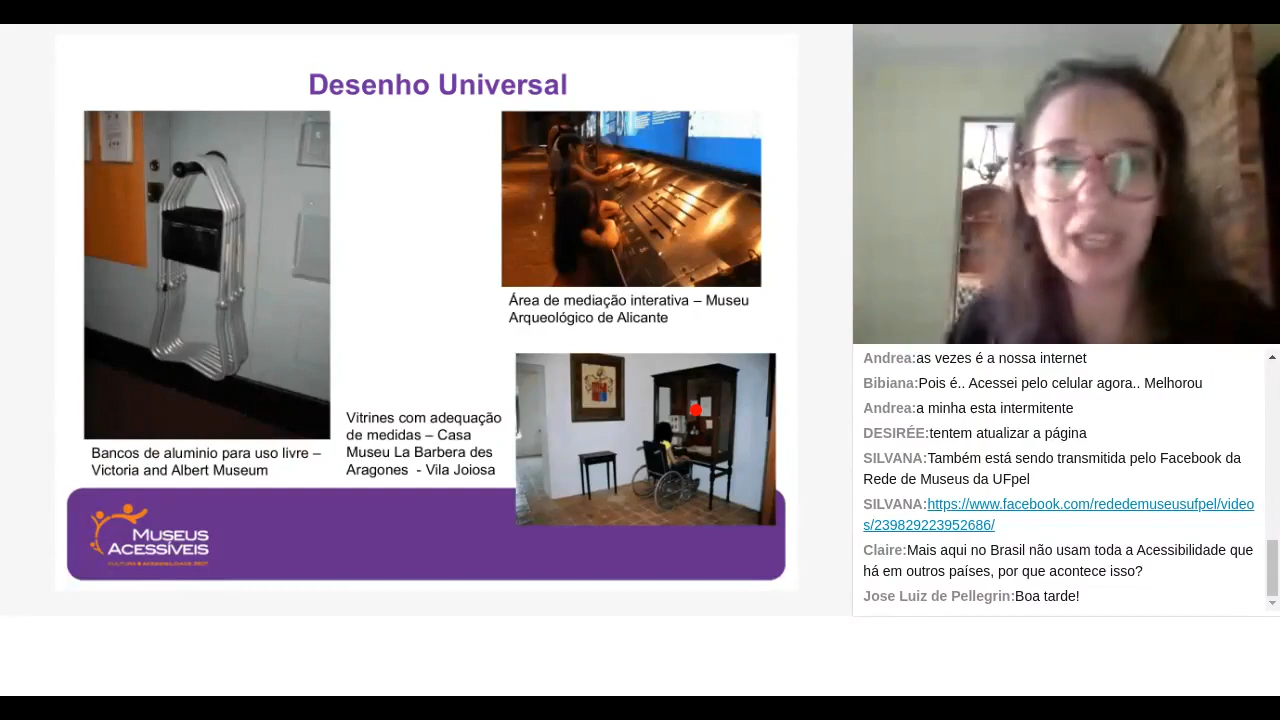 Desenho Universal
Área de mediação interativa – Museu
Arqueológico de Alicante
Vitrines com adequação
de medidas – Casa
Museu La Barbera des
Aragones - Vila Joiosa
Bancos de aluminio para uso livre –
Victoria and Albert Museum
MUSEUS
ACESSÍVEIS
Andrea:as vezes é a nossa internet
Bibiana:Pois é.. Acessei pelo celular agora.. Melhorou
Andrea:a minha esta intermitente
DESIRÉE:tentem atualizar a página
SILVANA:Também está sendo transmitida pelo Facebook da
Rede de Museus da UFpel
SILVANA:https://www.facebook.com/rededemuseusufpel/video
s/239829223952686/
Claire:Mais aqui no Brasil não usam toda a Acessibilidade que
há em outros países, por que acontece isso?
Jose Luiz de Pellegrin:Boa tarde!